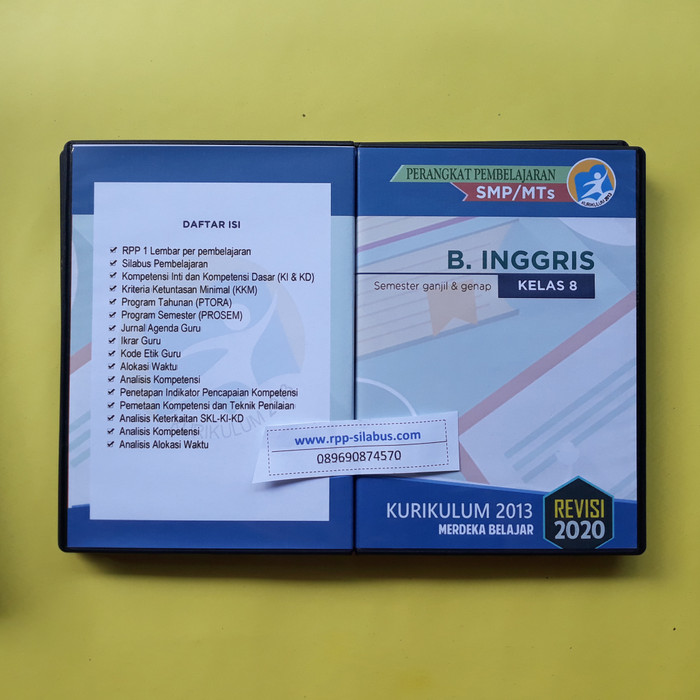 DAFTAR ISI
RPP 1 Lembar per pembelajaran
Silabus Pembelajaran
Kompetensi Inti dan Kompetensi Dasar (KI & KD)
Kriteria Ketuntasan Minimal (KKM)
Program Tahunan (PTORA)
Program Semester (PROSEM)
Jurnal Agenda Guru
Ikrar Guru
Kode Etik Guru
Alokasi Waktu
Analisis Kompetensi
Penetapan Indikator Pencapaian Kompetensi
Pemetaan Kompetensi dan Teknik Penilaian
Analisis Keterkaitan SKL-KI-KD
Analisis Kompetensi
Analisis Alokasi Waktu
PERANGKAT PEMBELAJARAN
SMP/MTs
KURIKULUM 2013
B. INGGRIS
Semester ganjil & genap
KELAS 8
www.rpp-silabus.com
089690874570
KURIKULUM 2013
MERDEKA BELAJAR
REVISI
2020